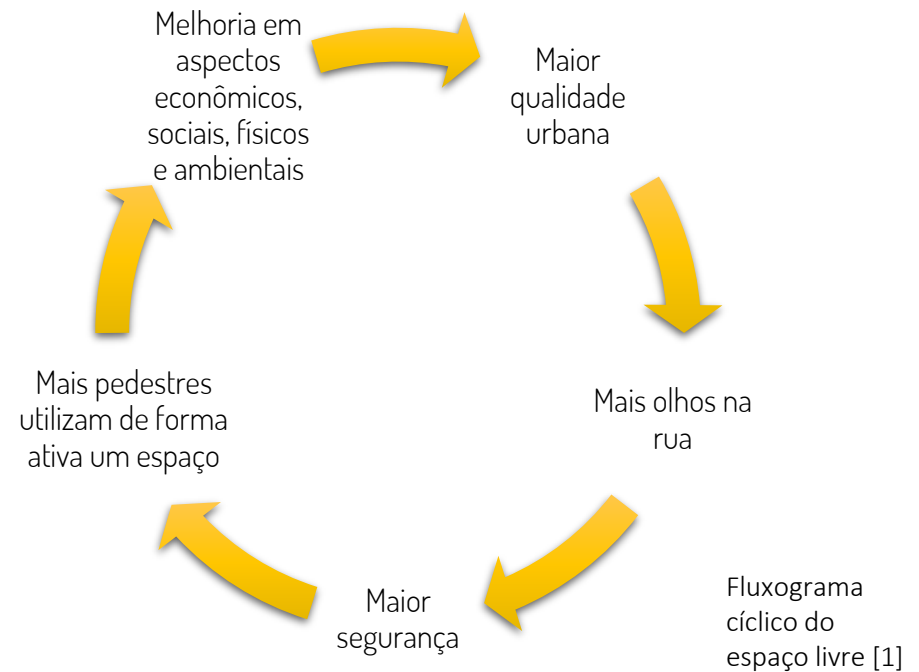 Melhoria em
aspectos
econômicos,
sociais, físicos
e ambientais
Maior
qualidade
urbana
Mais olhos na
rua
Maior
segurança
Mais pedestres
utilizam de forma
ativa um espaço
Fluxograma
cíclico do
espaço livre [1]